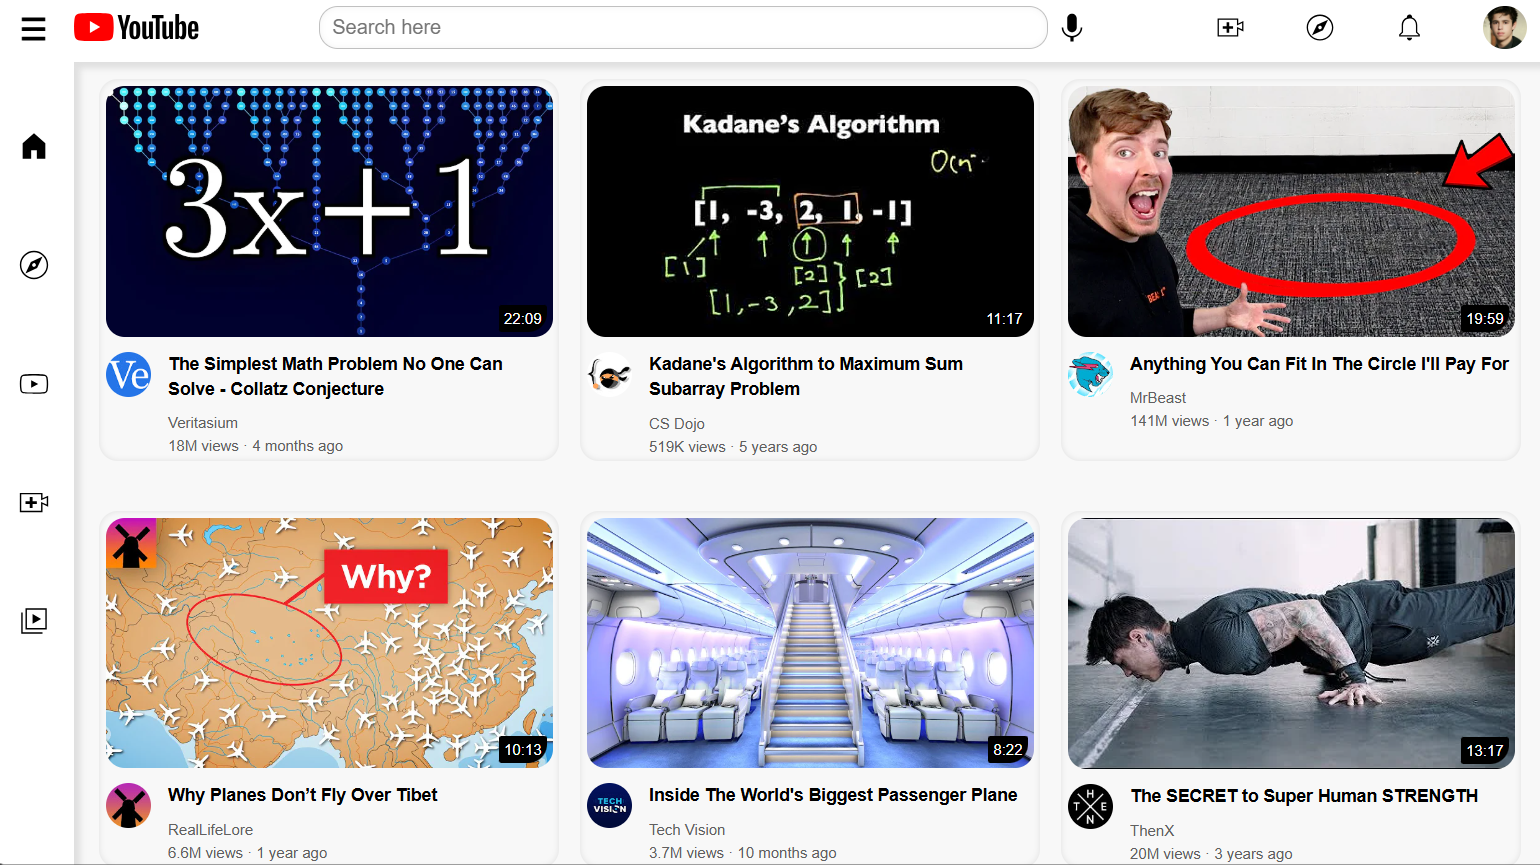 YouTube
Search here
3x+1
22:09
Kadane's Algorithm
[1, -3, 2, 1, -1]
[1]
[2]
[2]
[1, -3, 2]
11:17
19:59
Ve
The Simplest Math Problem No One Can
Solve - Collatz Conjecture
Veritasium
18M views · 4 months ago
Kadane's Algorithm to Maximum Sum
Subarray Problem
CS Dojo
519K views · 5 years ago
Anything You Can Fit In The Circle I'll Pay For
MrBeast
141M views · 1 year ago
Why?
10:13
8:22
13:17
Why Planes Don’t Fly Over Tibet
RealLifeLore
6.6M views · 1 year ago
TECH
VISION
Inside The World's Biggest Passenger Plane
Tech Vision
3.7M views · 10 months ago
THENX
The SECRET to Super Human STRENGTH
ThenX
20M views · 3 years ago